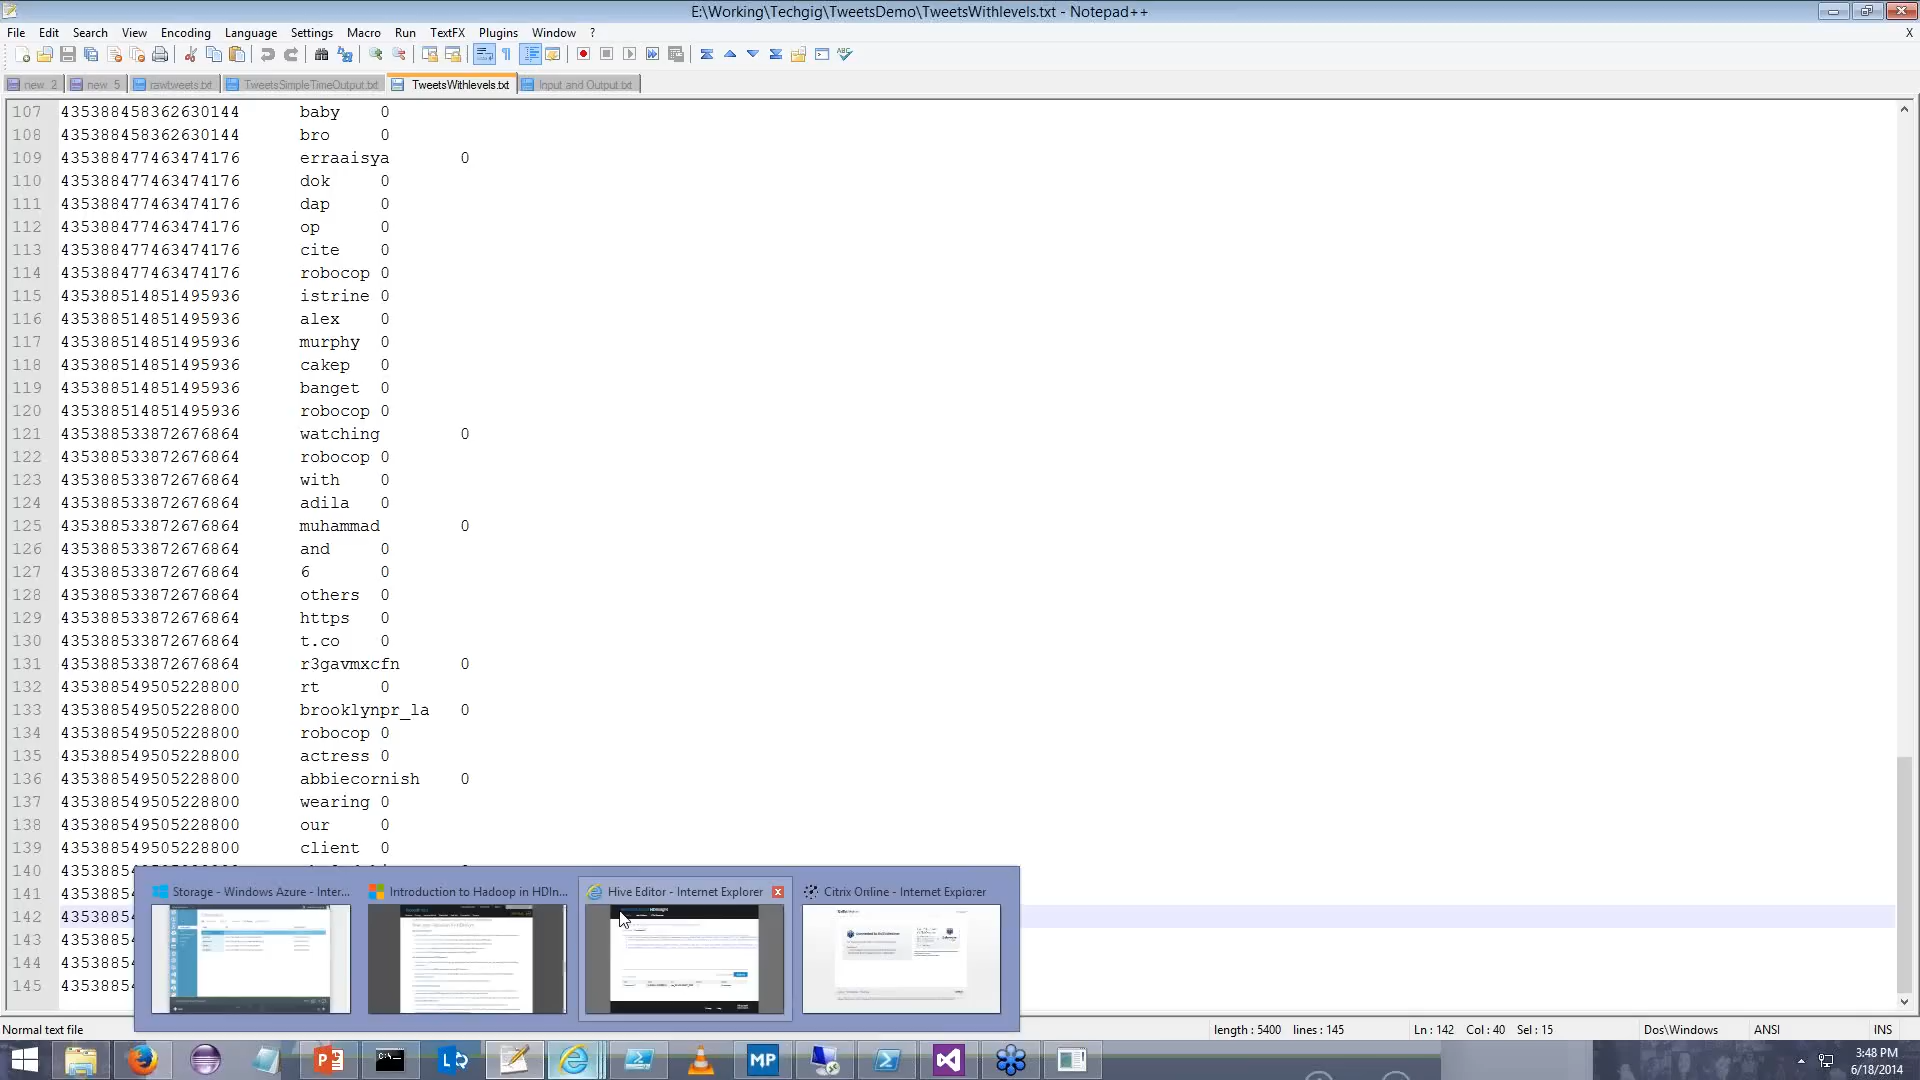 E:\Working\Techgig\TweetsDemo\TweetsWithlevels.txt - Notepad++
File Edit Search View Encoding Language Settings Macro Run TextFX Plugins Window ? X
new 2 new 5 rawtweets.txt TweetsSimpleTimeOutput.txt TweetsWithlevels.txt Input and Output.txt
107 435388458362630144 baby 0
108 435388458362630144 bro 0
109 435388477463474176 erraaisya 0
110 435388477463474176 dok 0
111 435388477463474176 dap 0
112 435388477463474176 op 0
113 435388477463474176 cite 0
114 435388477463474176 robocop 0
115 435388514851495936 istrine 0
116 435388514851495936 alex 0
117 435388514851495936 murphy 0
118 435388514851495936 cakep 0
119 435388514851495936 banget 0
120 435388514851495936 robocop 0
121 435388533872676864 watching 0
122 435388533872676864 robocop 0
123 435388533872676864 with 0
124 435388533872676864 adila 0
125 435388533872676864 muhammad 0
126 435388533872676864 and 0
127 435388533872676864 6 0
128 435388533872676864 others 0
129 435388533872676864 https 0
130 435388533872676864 t.co 0
131 435388533872676864 r3gavmxcfn 0
132 435388549505228800 rt 0
133 435388549505228800 brooklynpr_la 0
134 435388549505228800 robocop 0
135 435388549505228800 actress 0
136 435388549505228800 abbiecornish 0
137 435388549505228800 wearing 0
138 435388549505228800 our 0
139 435388549505228800 client 0
140
141 4353885
142 4353885
143 4353885
144 4353885
145 4353885
Storage - Windows Azure - Inter... Introduction to Hadoop in HDIn... Hive Editor - Internet Explorer Citrix Online - Internet Explorer
Normal text file length : 5400 lines : 145 Ln : 142 Col : 40 Sel : 15 Dos\Windows ANSI INS
3:48 PM
6/18/2014